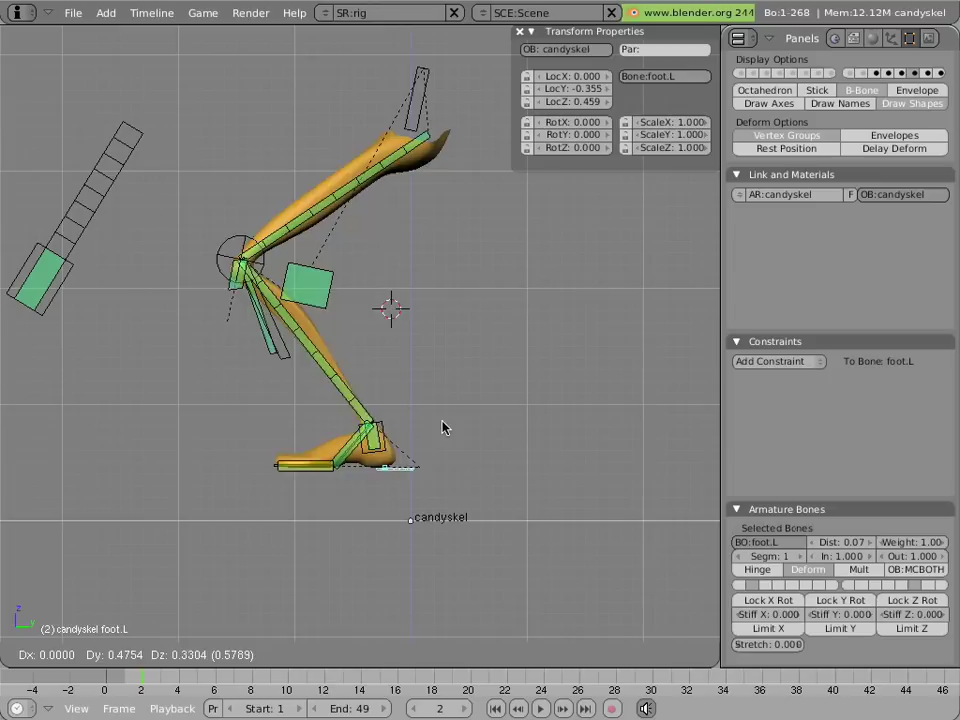 File Add Timeline Game Render Help SR:rig SCE:Scene www.blender.org 244 Bo:1-268 | Mem:12.12M candyskel
Transform Properties
OB: candyskel Par:
LocX: 0.000 Bone:foot.L
LocY: -0.355
LocZ: 0.459
RotX: 0.000 ScaleX: 1.000
RotY: 0.000 ScaleY: 1.000
RotZ: 0.000 ScaleZ: 1.000
candyskel
z
y
(2) candyskel foot.L
Dx: 0.0000 Dy: 0.4754 Dz: 0.3304 (0.5789)
Panels
Display Options
Octahedron Stick B-Bone Envelope
Draw Axes Draw Names Draw Shapes
Deform Options
Vertex Groups Envelopes
Rest Position Delay Deform
Link and Materials
AR:candyskel F OB:candyskel
Constraints
Add Constraint To Bone: foot.L
Armature Bones
Selected Bones
BO:foot.L Dist: 0.07 Weight: 1.00
Segm: 1 In: 1.000 Out: 1.000
Hinge Deform Mult OB:MCBOTH
Lock X Rot Lock Y Rot Lock Z Rot
Stiff X: 0.000 Stiff Y: 0.000 Stiff Z: 0.000
Limit X Limit Y Limit Z
Stretch: 0.000
-4 -2 0 2 4 6 8 10 12 14 16 18 20 22 24 26 28 30 32 34 36 38 40 42 44 46
View Frame Playback Pr Start: 1 End: 49 2